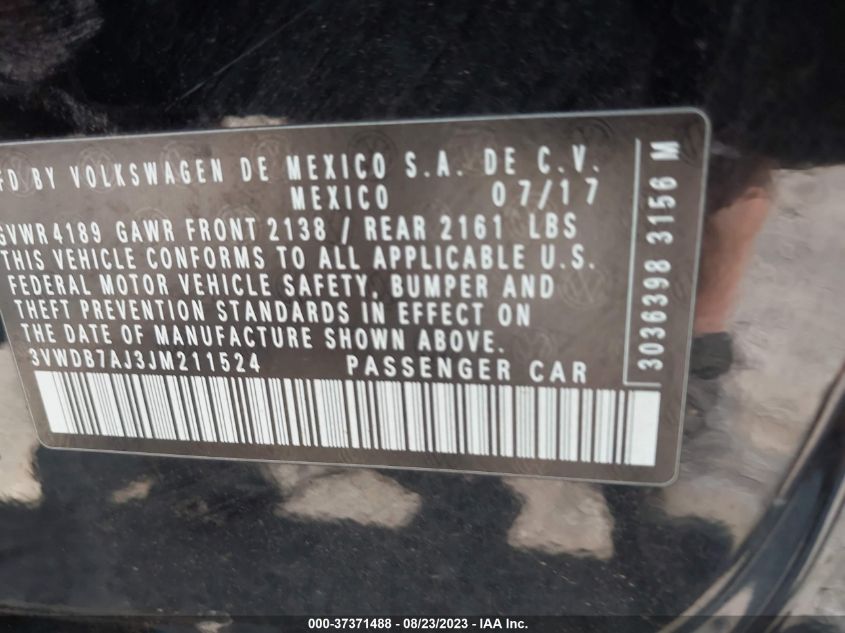 FD BY VOLKSWAGEN DE MEXICO S.A. DE C.V.
MEXICO 07/17
GVWR 4189 GAWR FRONT 2138 / REAR 2161 LBS
THIS VEHICLE CONFORMS TO ALL APPLICABLE U.S.
FEDERAL MOTOR VEHICLE SAFETY, BUMPER AND
THEFT PREVENTION STANDARDS IN EFFECT ON
THE DATE OF MANUFACTURE SHOWN ABOVE.
3VWDB7AJ3JM211524 PASSENGER CAR
3036398 3156 M
000-37371488 - 08/23/2023 - IAA Inc.